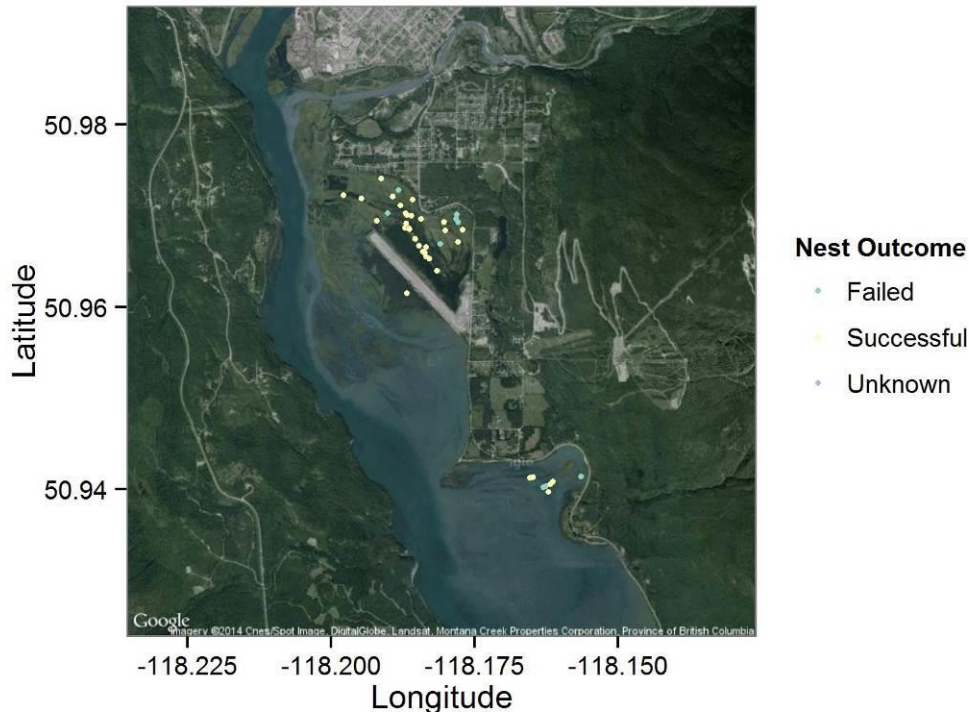 50.98
50.96
50.94
Latitude
-118.225
-118.200
-118.175
-118.150
Longitude
Nest Outcome
Failed
Successful
Unknown
Google
Imagery ©2014 Cnes/Spot Image, DigitalGlobe, Landsat, Montana Creek Properties Corporation, Province of British Columbia